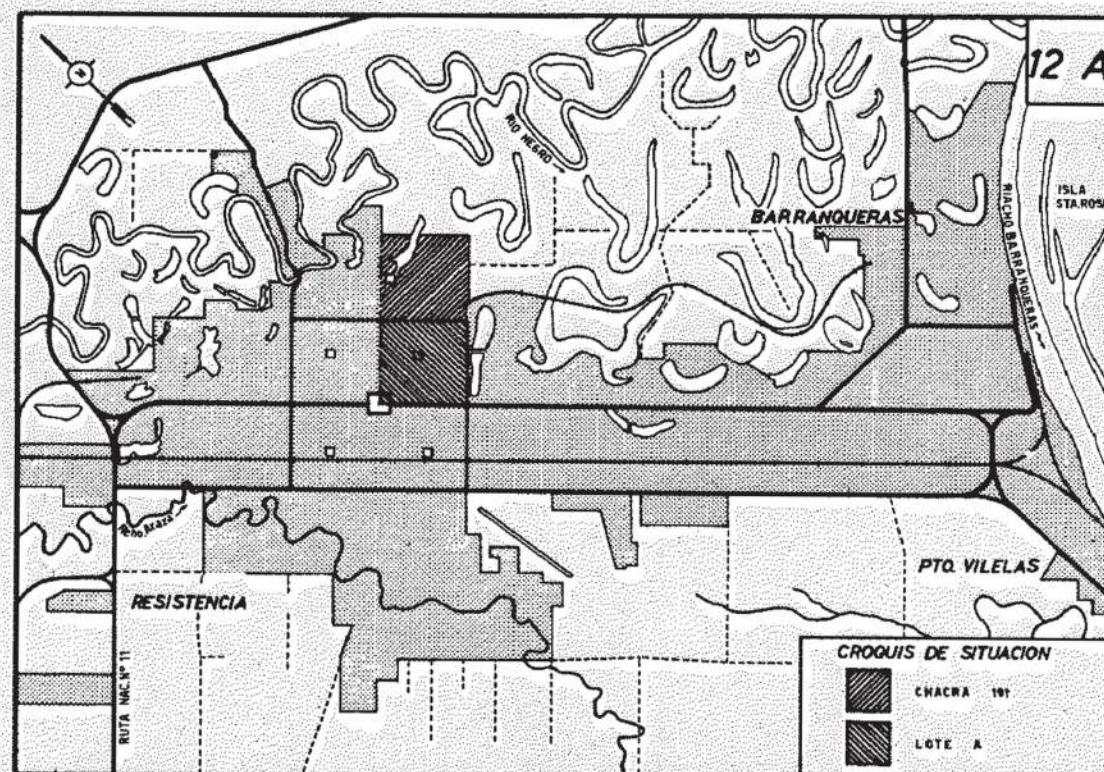 12 A
RIO NEGRO
BARRANQUERAS
RIACHO BARRANQUERAS
ISLA
STA. ROSA
Rcho. Arazá
RESISTENCIA
RUTA NAC. Nº 11
PTO. VILELAS
CROQUIS DE SITUACION
CHACRA 191
LOTE A